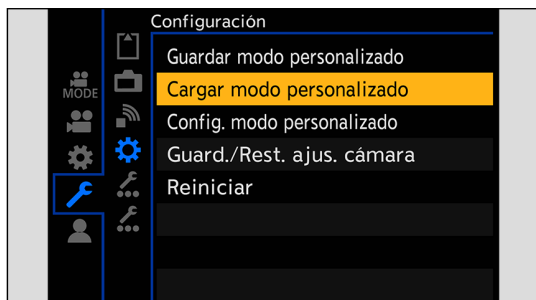 Configuración
Guardar modo personalizado
MODE
Cargar modo personalizado
Config. modo personalizado
Guard./Rest. ajus. cámara
Reiniciar